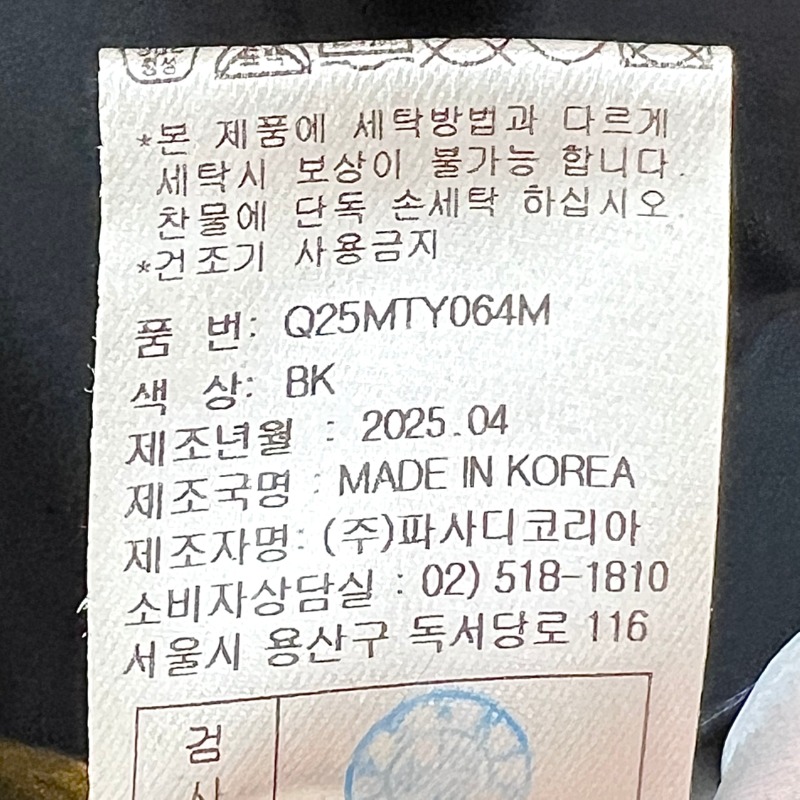 *본 제품에 세탁방법과 다르게
세탁시 보상이 불가능 합니다.
찬물에 단독 손세탁 하십시오.
*건조기 사용금지
품 번: Q25MTY064M
색 상: BK
제조년월 : 2025.04
제조국명 : MADE IN KOREA
제조자명: (주)파사디코리아
소비자상담실 : 02) 518-1810
서울시 용산구 독서당로 116
검
사